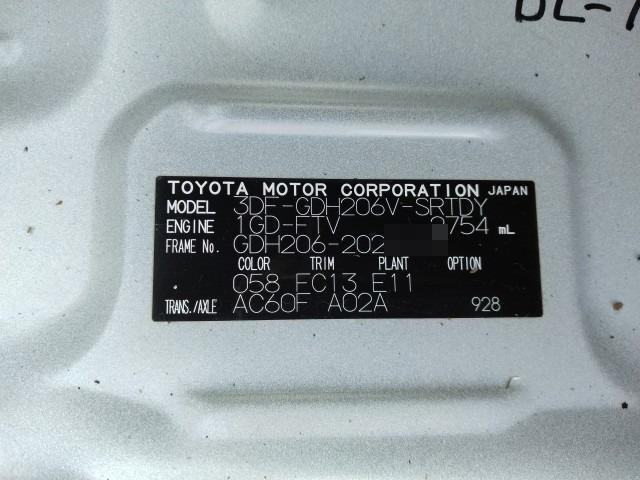 DL-
TOYOTA MOTOR CORPORATION JAPAN
MODEL 3DF-GDH206V-SRTDY
ENGINE 1GD-FTV 2754 mL
FRAME No. GDH206-202
COLOR TRIM PLANT OPTION
058 FC13 E11
TRANS./AXLE AC60F A02A 928